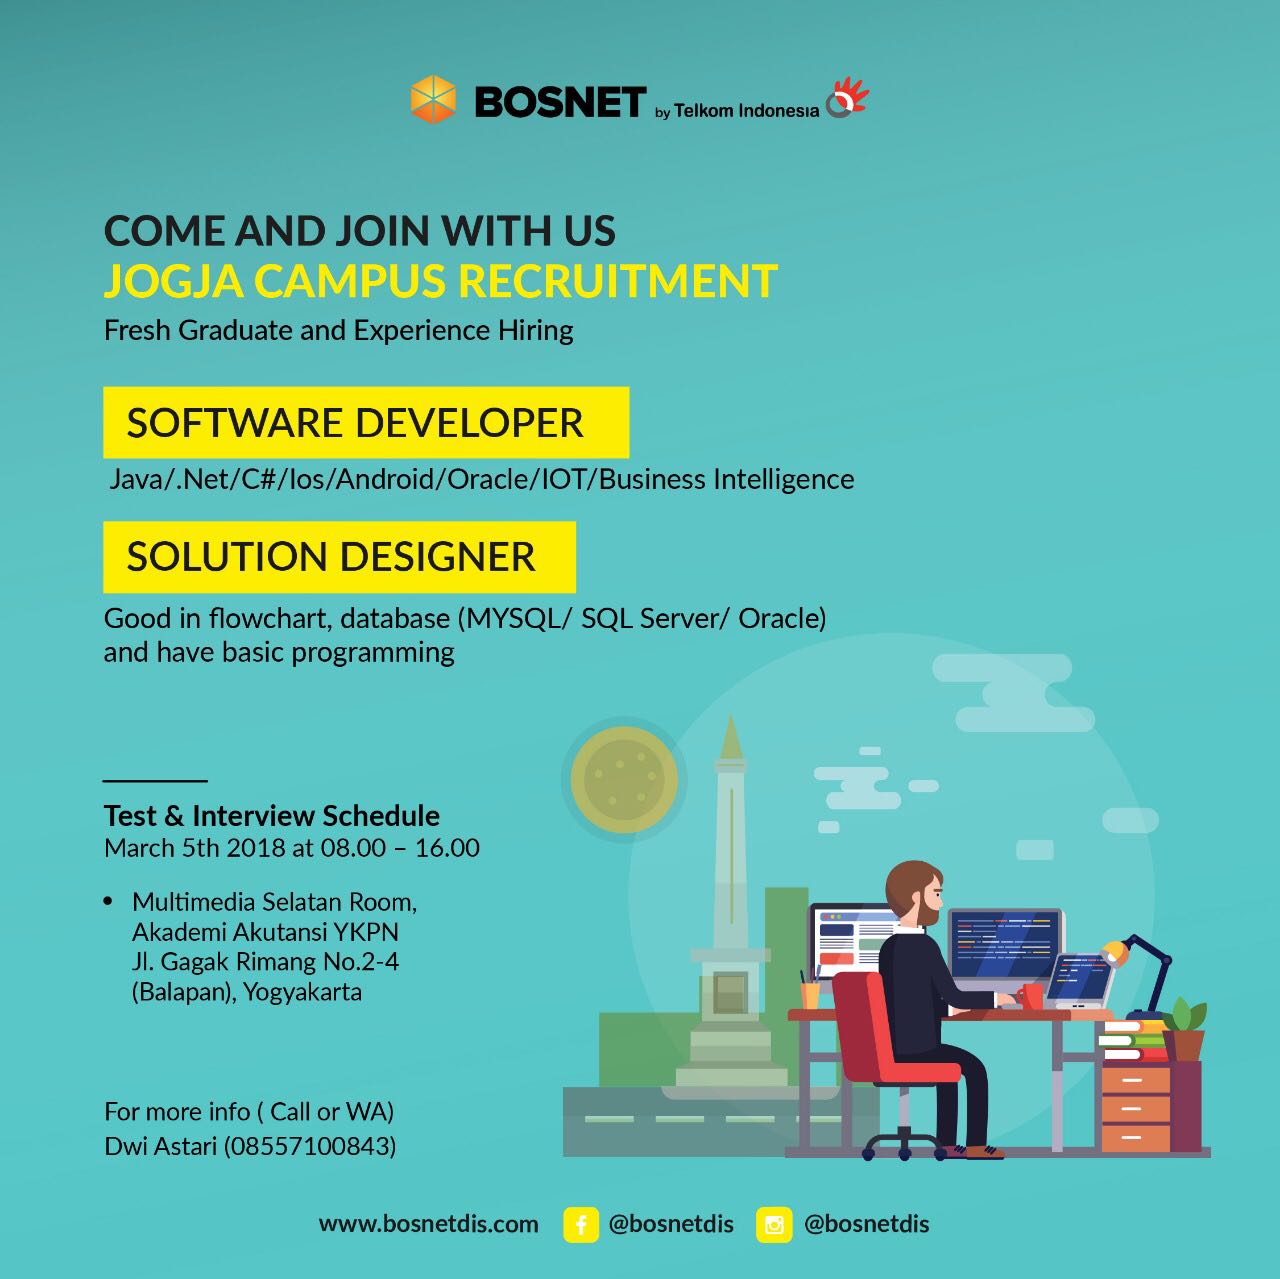 BOSNET by Telkom Indonesia
COME AND JOIN WITH US
JOGJA CAMPUS RECRUITMENT
Fresh Graduate and Experience Hiring
SOFTWARE DEVELOPER
Java/.Net/C#/Ios/Android/Oracle/IOT/Business Intelligence
SOLUTION DESIGNER
Good in flowchart, database (MYSQL/ SQL Server/ Oracle)
and have basic programming
Test & Interview Schedule
March 5th 2018 at 08.00 – 16.00
• Multimedia Selatan Room,
Akademi Akutansi YKPN
Jl. Gagak Rimang No.2-4
(Balapan), Yogyakarta
For more info ( Call or WA)
Dwi Astari (08557100843)
www.bosnetdis.com @bosnetdis @bosnetdis